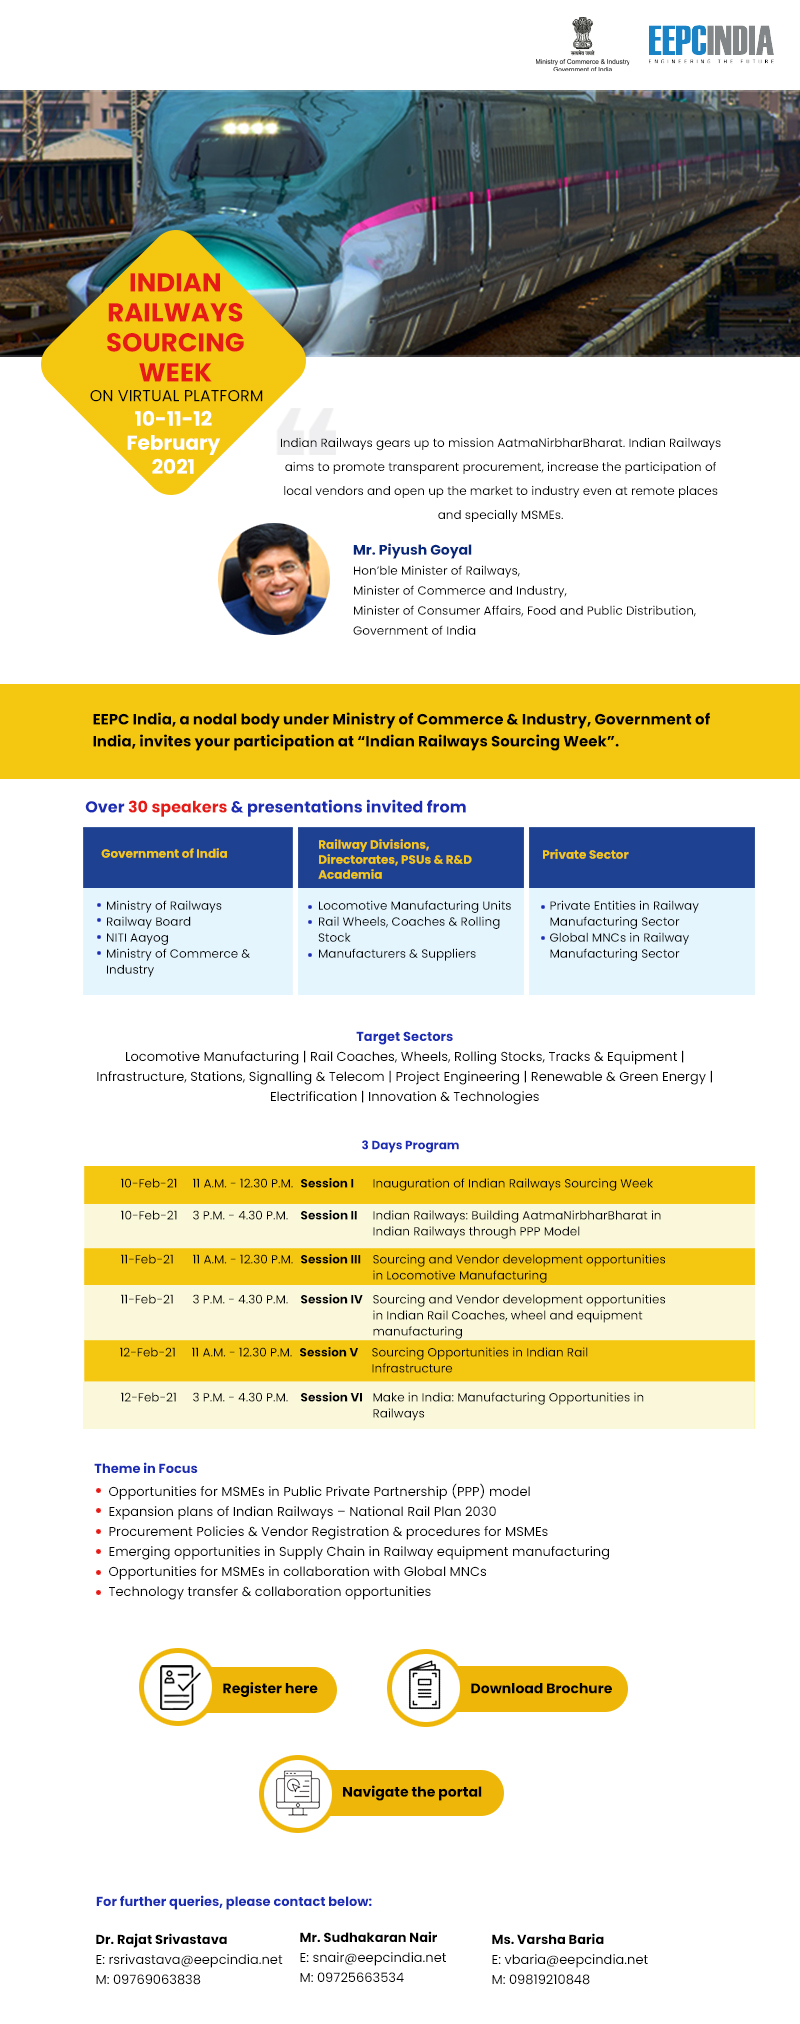 सत्यमेव जयते
Ministry of Commerce & Industry
Government of India
EEPCINDIA
ENGINEERING THE FUTURE
INDIAN
RAILWAYS
SOURCING
WEEK
ON VIRTUAL PLATFORM
10-11-12
February
2021
Indian Railways gears up to mission AatmaNirbharBharat. Indian Railways
aims to promote transparent procurement, increase the participation of
local vendors and open up the market to industry even at remote places
and specially MSMEs.
Mr. Piyush Goyal
Hon'ble Minister of Railways,
Minister of Commerce and Industry,
Minister of Consumer Affairs, Food and Public Distribution,
Government of India
EEPC India, a nodal body under Ministry of Commerce & Industry, Government of
India, invites your participation at “Indian Railways Sourcing Week”.
Over 30 speakers & presentations invited from
Government of India
• Ministry of Railways
• Railway Board
• NITI Aayog
• Ministry of Commerce &
Industry
Railway Divisions,
Directorates, PSUs & R&D
Academia
• Locomotive Manufacturing Units
• Rail Wheels, Coaches & Rolling
Stock
• Manufacturers & Suppliers
Private Sector
• Private Entities in Railway
Manufacturing Sector
• Global MNCs in Railway
Manufacturing Sector
Target Sectors
Locomotive Manufacturing | Rail Coaches, Wheels, Rolling Stocks, Tracks & Equipment |
Infrastructure, Stations, Signalling & Telecom | Project Engineering | Renewable & Green Energy |
Electrification | Innovation & Technologies
3 Days Program
10-Feb-21 11 A.M. - 12.30 P.M. Session I Inauguration of Indian Railways Sourcing Week
10-Feb-21 3 P.M. - 4.30 P.M. Session II Indian Railways: Building AatmaNirbharBharat in
Indian Railways through PPP Model
11-Feb-21 11 A.M. - 12.30 P.M. Session III Sourcing and Vendor development opportunities
in Locomotive Manufacturing
11-Feb-21 3 P.M. - 4.30 P.M. Session IV Sourcing and Vendor development opportunities
in Indian Rail Coaches, wheel and equipment
manufacturing
12-Feb-21 11 A.M. - 12.30 P.M. Session V Sourcing Opportunities in Indian Rail
Infrastructure
12-Feb-21 3 P.M. - 4.30 P.M. Session VI Make in India: Manufacturing Opportunities in
Railways
Theme in Focus
• Opportunities for MSMEs in Public Private Partnership (PPP) model
• Expansion plans of Indian Railways – National Rail Plan 2030
• Procurement Policies & Vendor Registration & procedures for MSMEs
• Emerging opportunities in Supply Chain in Railway equipment manufacturing
• Opportunities for MSMEs in collaboration with Global MNCs
• Technology transfer & collaboration opportunities
Register here
Download Brochure
Navigate the portal
For further queries, please contact below:
Dr. Rajat Srivastava
E: rsrivastava@eepcindia.net
M: 09769063838
Mr. Sudhakaran Nair
E: snair@eepcindia.net
M: 09725663534
Ms. Varsha Baria
E: vbaria@eepcindia.net
M: 09819210848